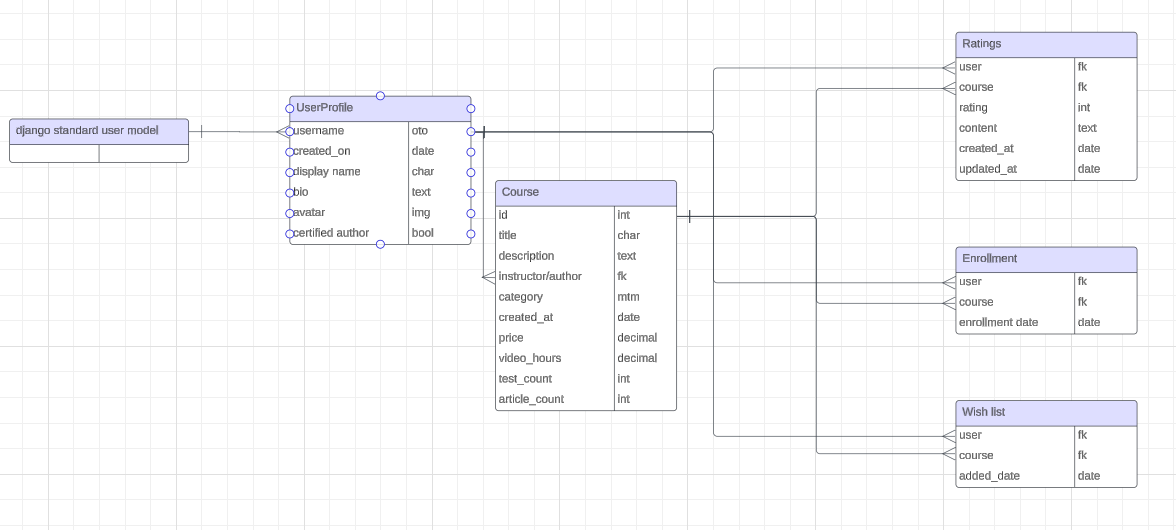 django standard user model
UserProfile
username oto
created_on date
display name char
bio text
avatar img
certified author bool
Course
id int
title char
description text
instructor/author fk
category mtm
created_at date
price decimal
video_hours decimal
test_count int
article_count int
Ratings
user fk
course fk
rating int
content text
created_at date
updated_at date
Enrollment
user fk
course fk
enrollment date date
Wish list
user fk
course fk
added_date date